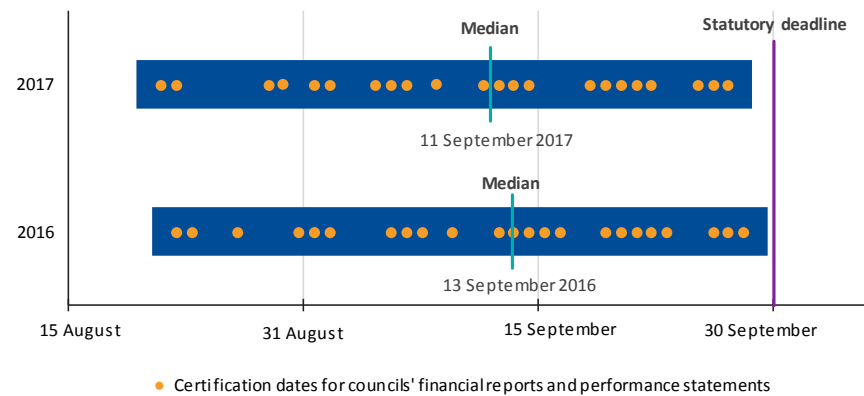 Median
Statutory deadline
2017
11 September 2017
Median
2016
13 September 2016
15 August
31 August
15 September
30 September
Certification dates for councils' financial reports and performance statements